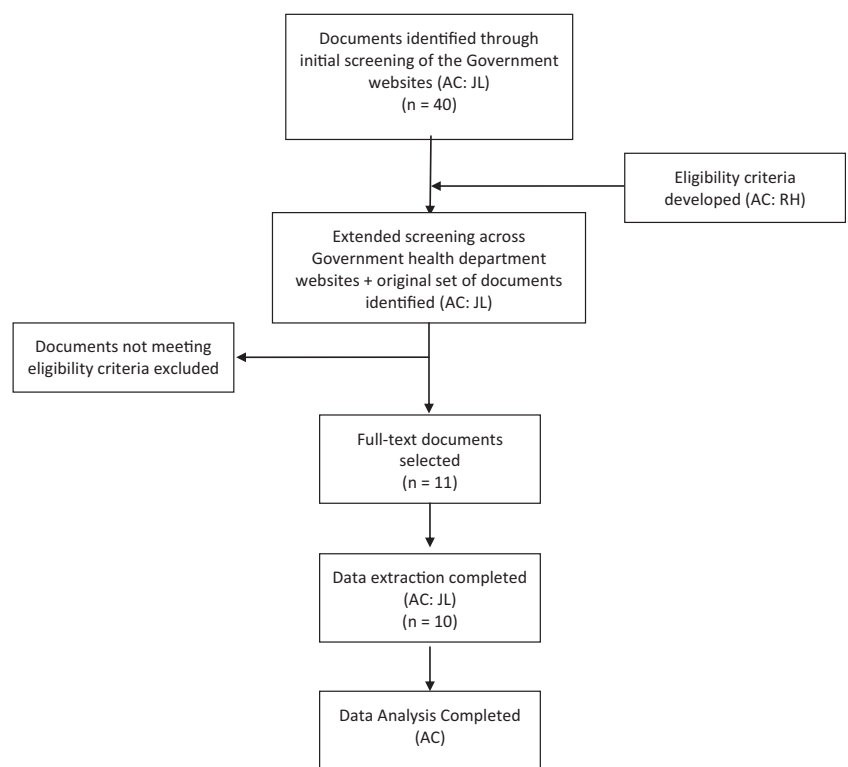 Documents identified through
initial screening of the Government
websites (AC: JL)
(n = 40)
Eligibility criteria
developed (AC: RH)
Extended screening across
Government health department
websites + original set of documents
identified (AC: JL)
Documents not meeting
eligibility criteria excluded
Full-text documents
selected
(n = 11)
Data extraction completed
(AC: JL)
(n = 10)
Data Analysis Completed
(AC)